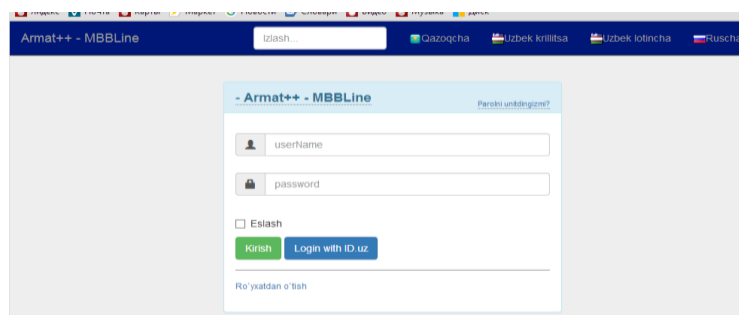 Armat++ - MBBLine Izlash... Qazoqcha Uzbek krillitsa Uzbek lotincha Ruscha
- Armat++ - MBBLine Parolni unitdingizmi?
userName
password
Eslash
Kirish Login with ID.uz
Ro`yxatdan o`tish